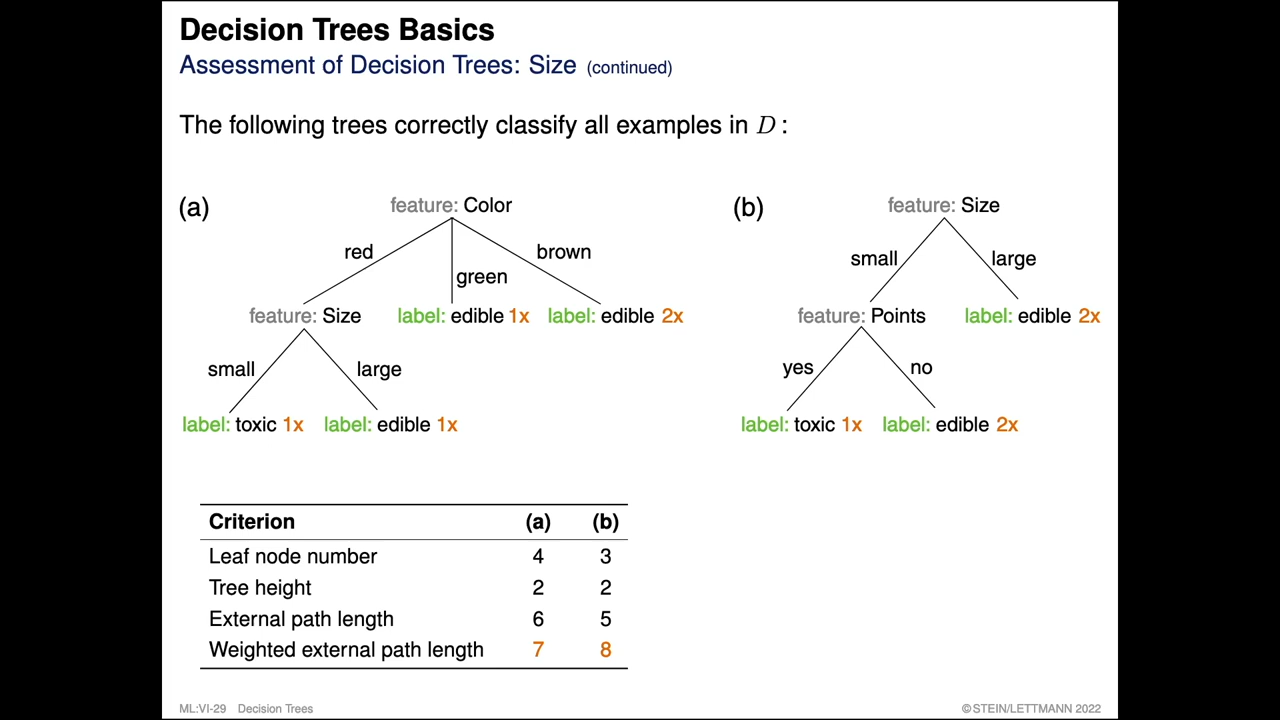 Decision Trees Basics
Assessment of Decision Trees: Size (continued)
The following trees correctly classify all examples in D :
(a)
feature: Color
red
green
brown
feature: Size
label: edible 1x
label: edible 2x
small
large
label: toxic 1x
label: edible 1x
(b)
feature: Size
small
large
feature: Points
label: edible 2x
yes
no
label: toxic 1x
label: edible 2x
Criterion (a) (b)
Leaf node number 4 3
Tree height 2 2
External path length 6 5
Weighted external path length 7 8
ML:VI-29 Decision Trees
©STEIN/LETTMANN 2022